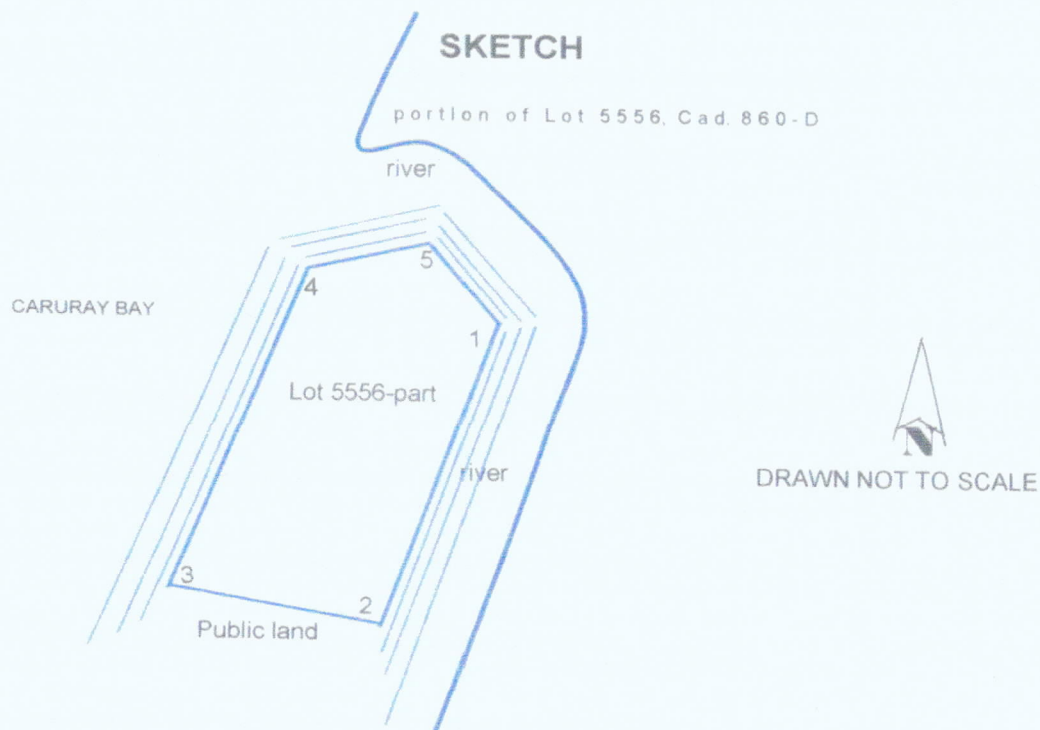 SKETCH
portion of Lot 5556, Cad. 860-D
river
5
4
CARURAY BAY
1
Lot 5556-part
N
river
DRAWN NOT TO SCALE
3
2
Public land